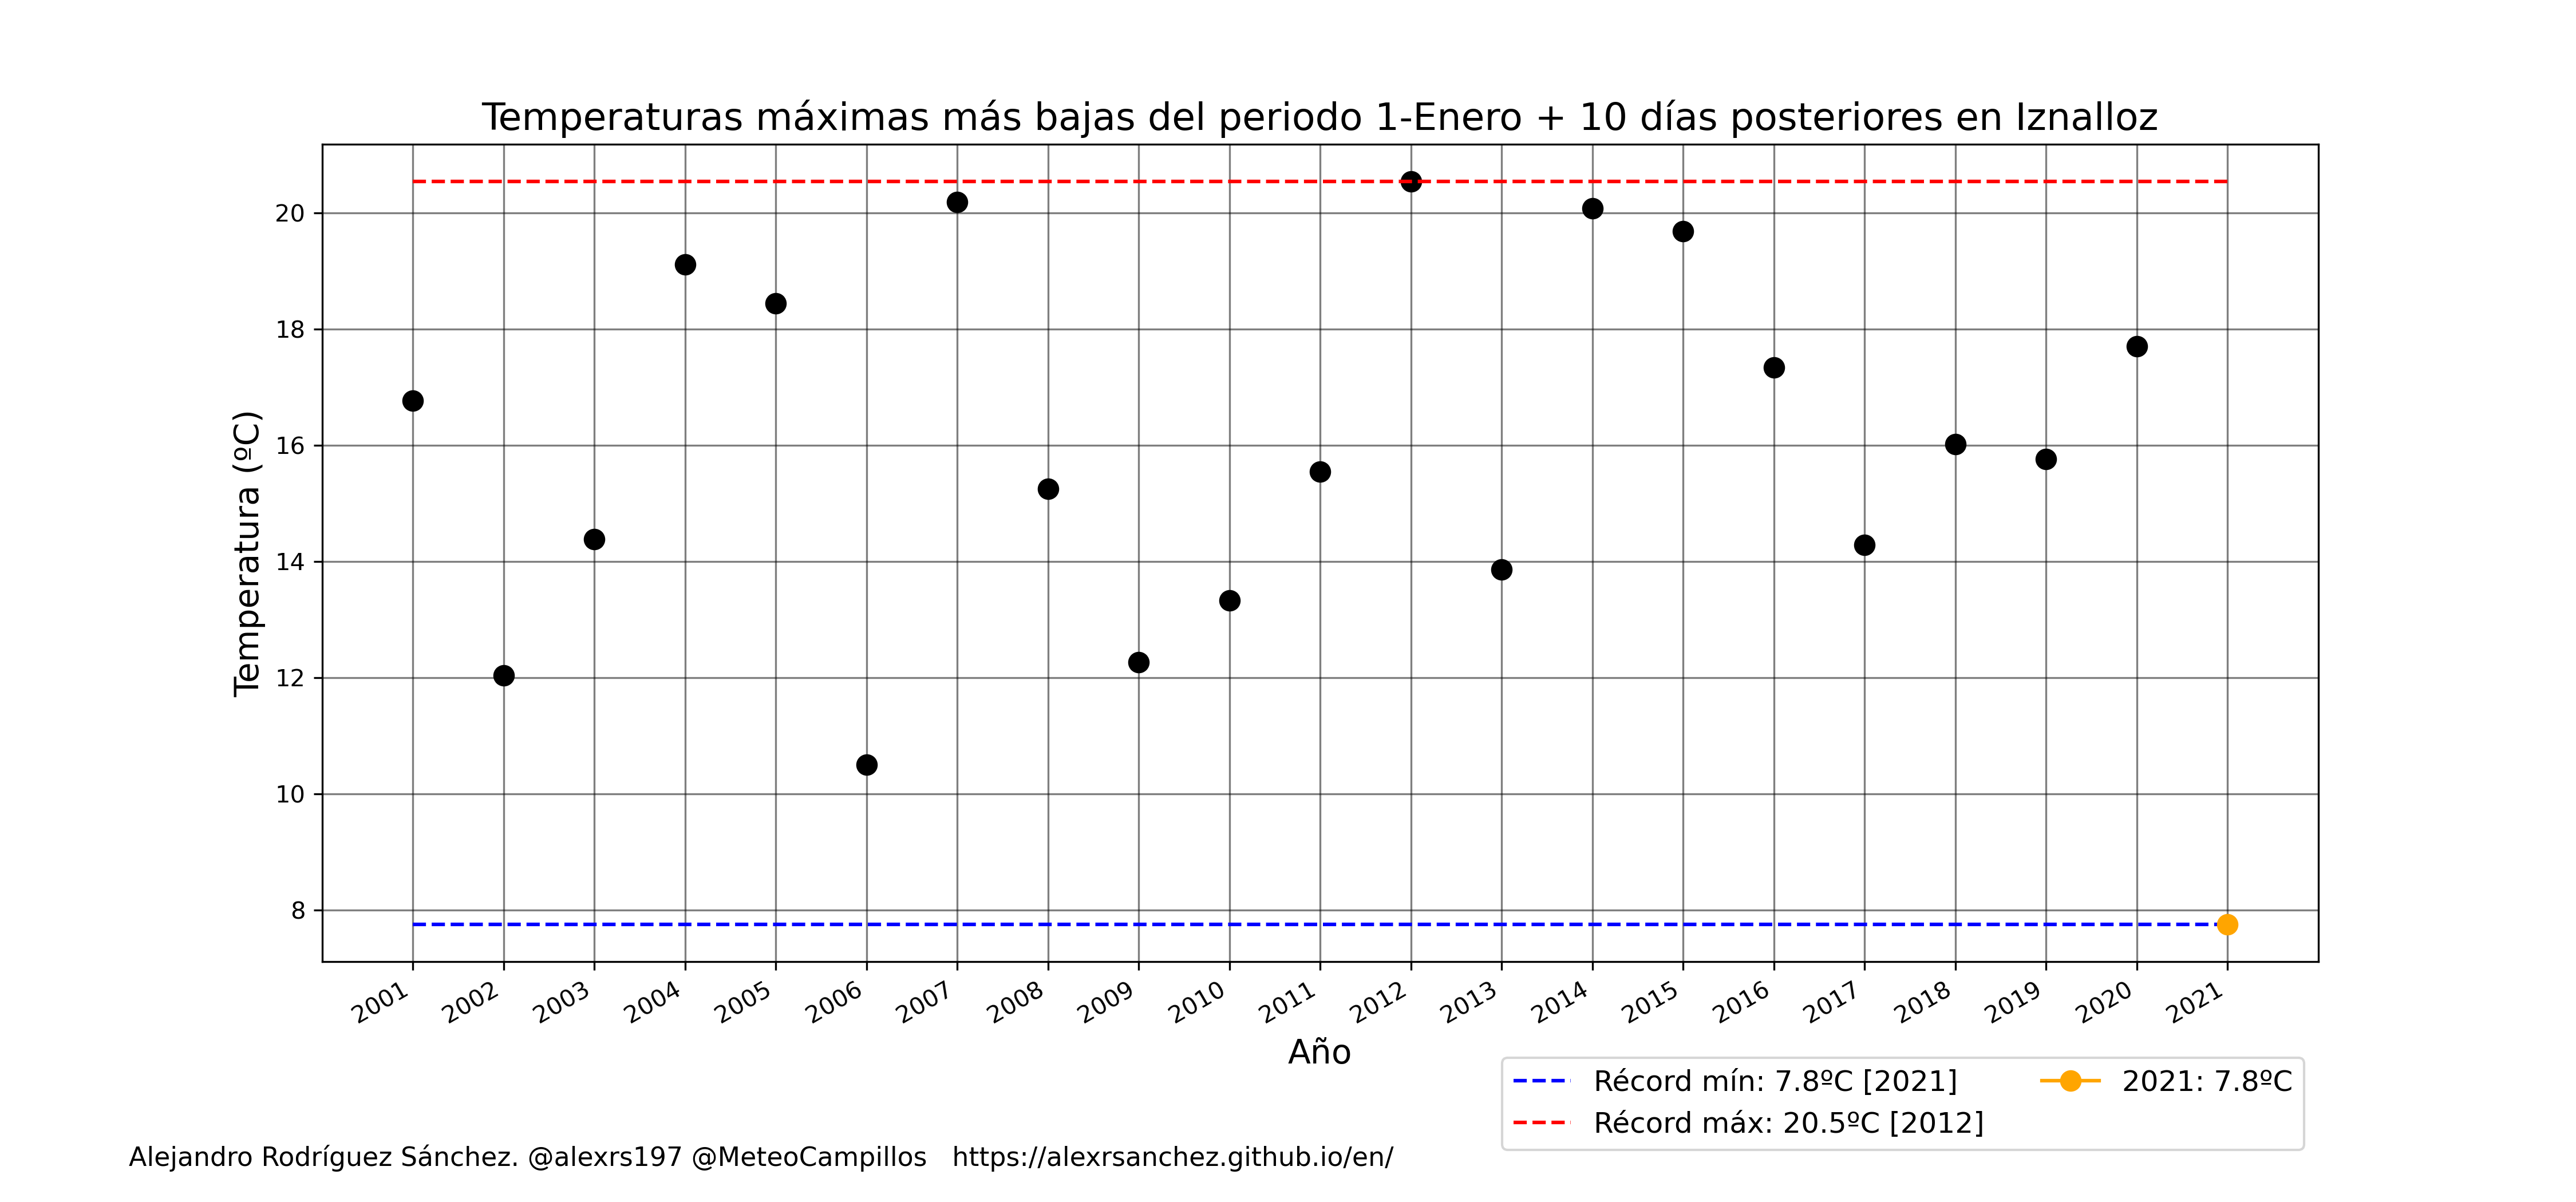 Temperaturas máximas más bajas del periodo 1-Enero + 10 días posteriores en Iznalloz
Temperatura (ºC)
20
18
16
14
12
10
8
2001 2002 2003 2004 2005 2006 2007 2008 2009 2010 2011 2012 2013 2014 2015 2016 2017 2018 2019 2020 2021
Año
Récord mín: 7.8ºC [2021]
Récord máx: 20.5ºC [2012]
2021: 7.8ºC
Alejandro Rodríguez Sánchez. @alexrs197 @MeteoCampillos https://alexrsanchez.github.io/en/